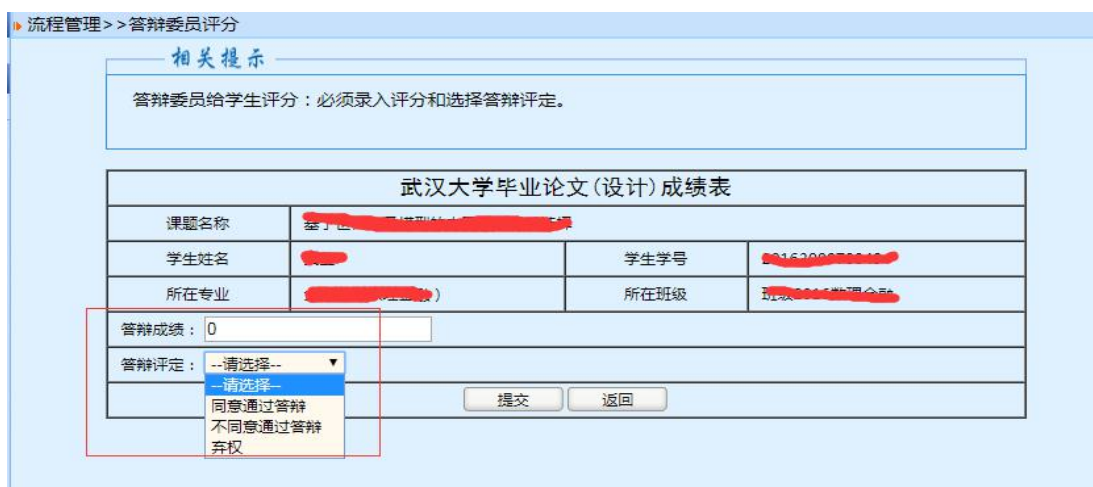 流程管理>>答辩委员评分
相关提示
答辩委员给学生评分：必须录入评分和选择答辩评定。
武汉大学毕业论文(设计)成绩表
课题名称
学生姓名 学生学号
所在专业 ) 所在班级
答辩成绩： 0
答辩评定： --请选择--
--请选择--
同意通过答辩
不同意通过答辩
弃权
提交 返回